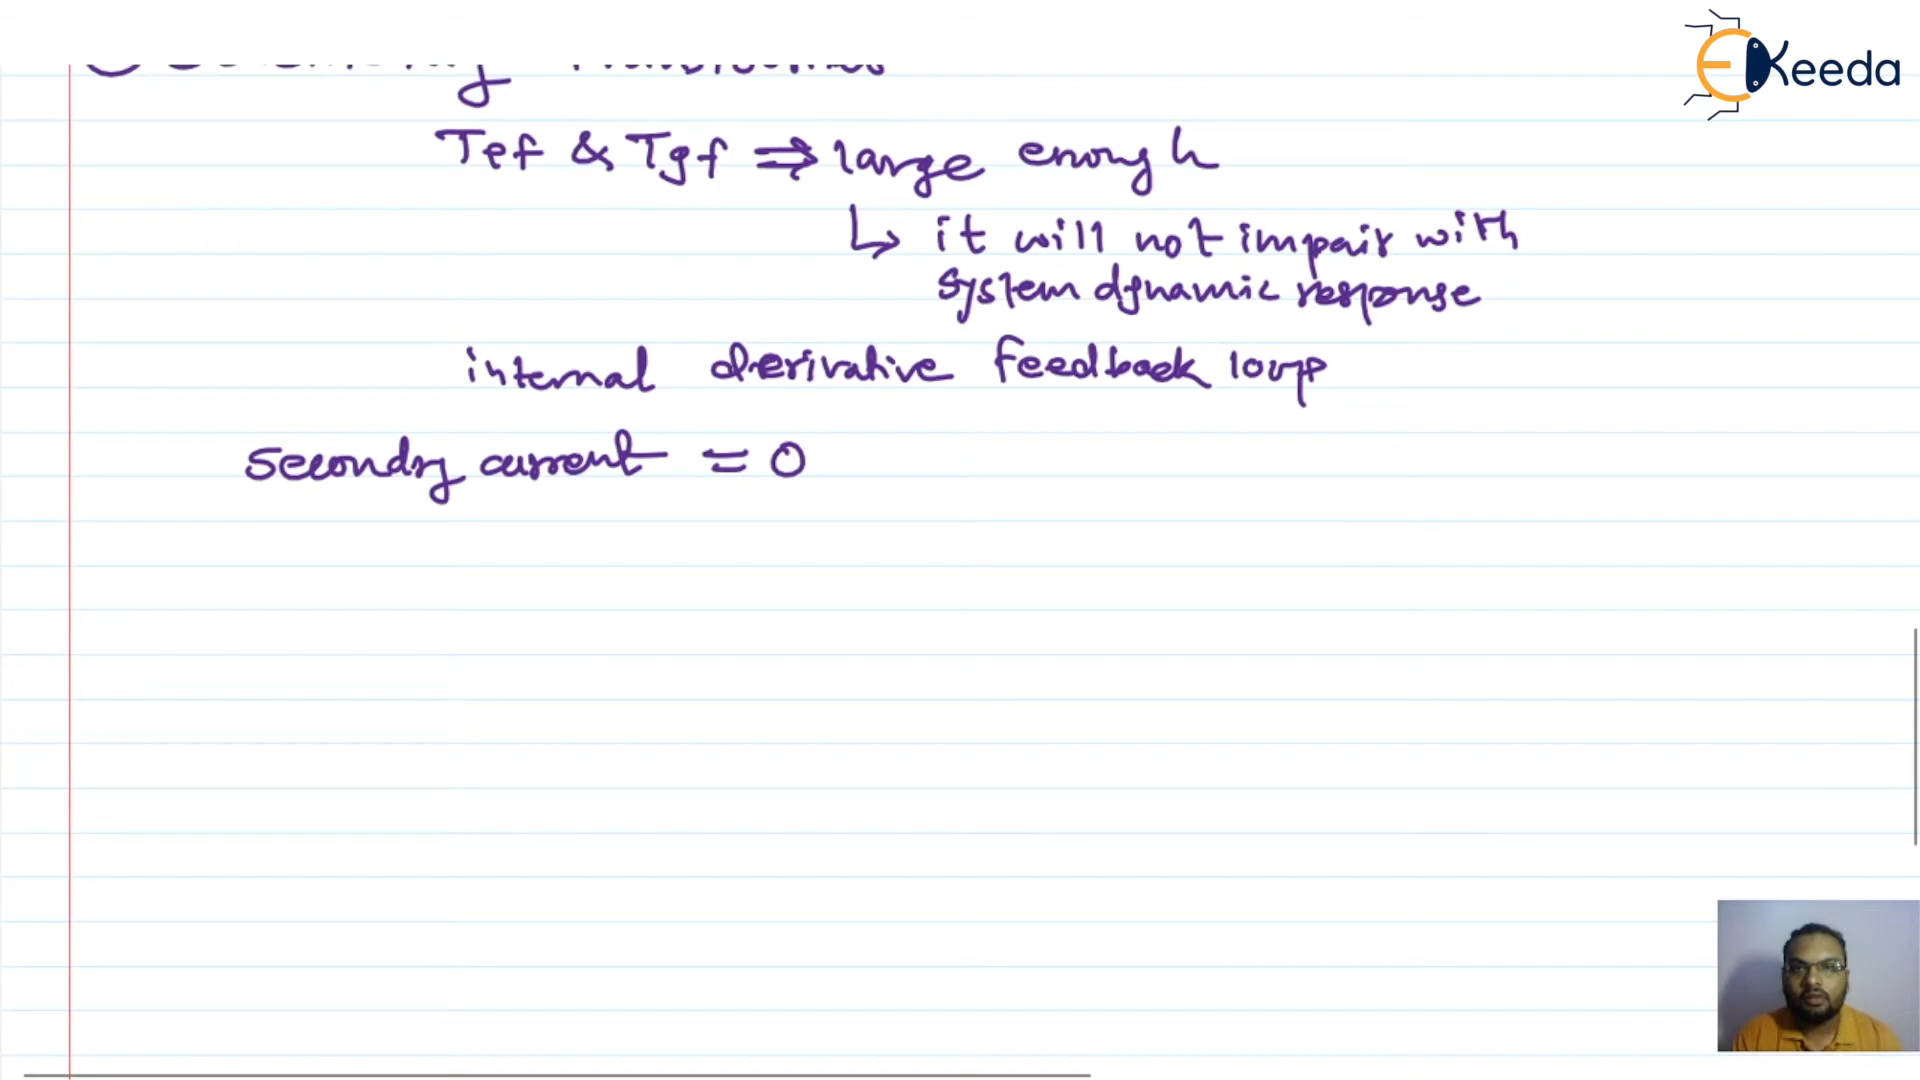 EKeeda
Tef & Tgf ⇒ large enough
↳ it will not impair with
system dynamic response
internal derivative feedback loop
secondry current = 0